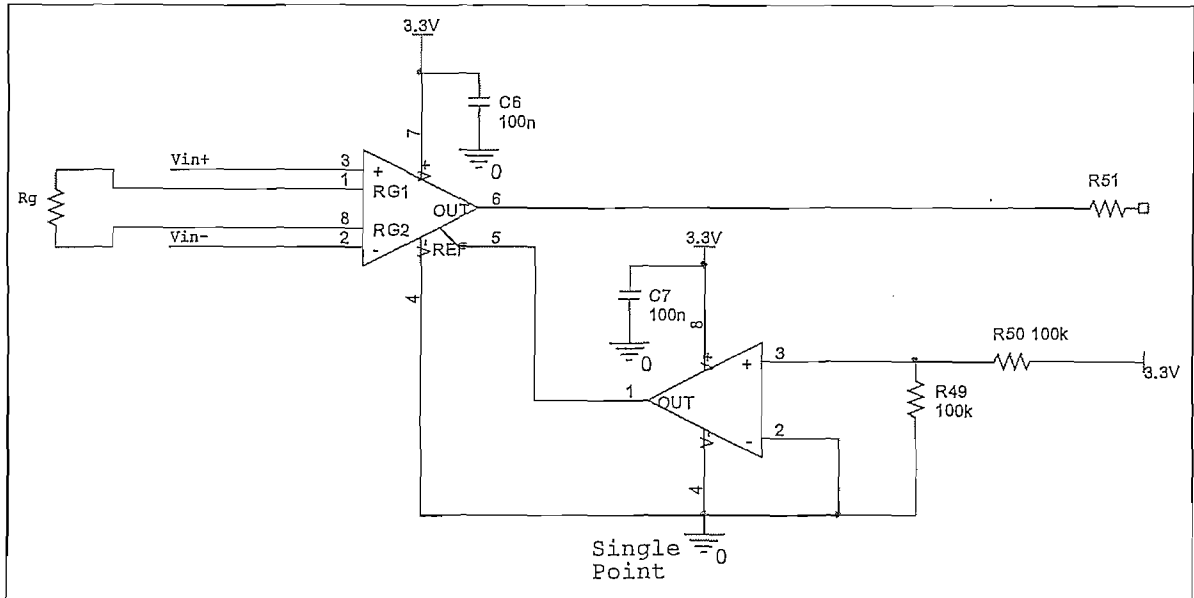 3.3V
C6
100n
7
0
V+
Vin+
3
+
1
RG1
Rg
8
RG2
Vin-
2
-
OUT
6
R51
V-
REF
5
4
3.3V
C7
100n
8
0
V+
+
3
R50 100k
3.3V
R49
100k
1
OUT
-
2
V-
4
Single
Point
0